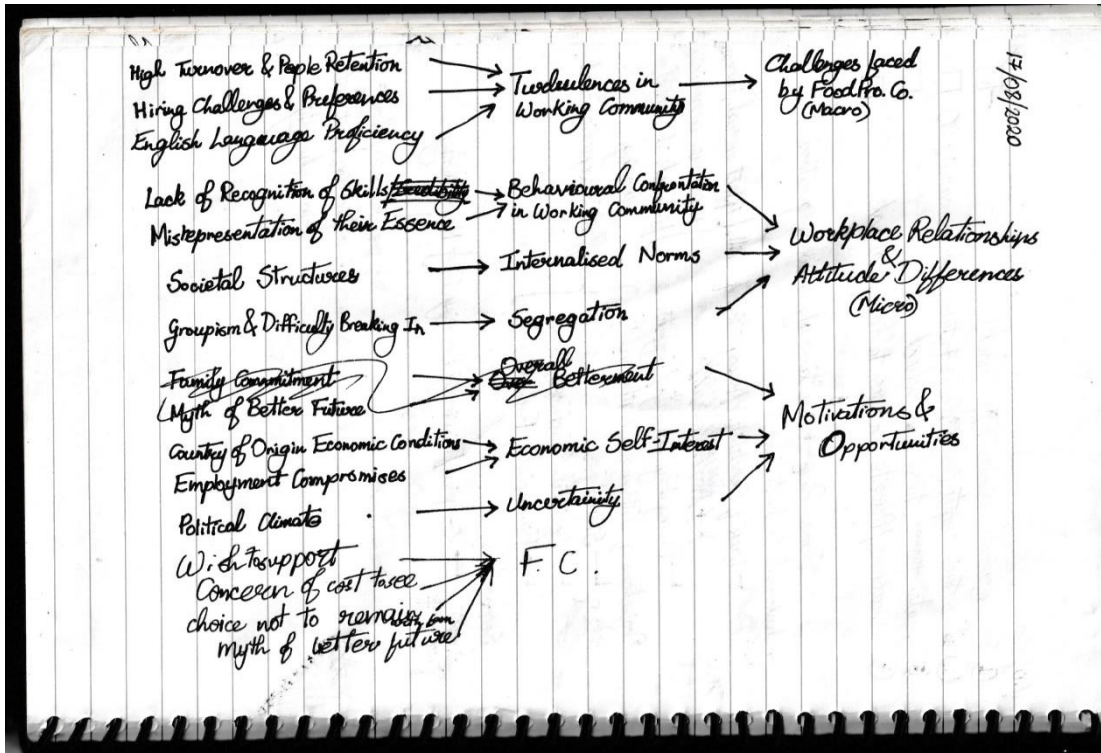 17/08/2020
High Turnover & People Retention
Hiring Challenges & Preferences
English Language Proficiency
Turdulences in
Working Community
Challenges faced
by FoodPro. Co.
(Macro)
Lack of Recognition of Skills
Misrepresentation of their Essence
Behavioural Confrontation
in Working Community
Societal Structures
Internalised Norms
Groupism & Difficulty Breaking In
Segregation
Workplace Relationships
&
Attitude Differences
(Micro)
Family Commitment
Myth of Better Future
Overall
Over Betterment
Country of Origin Economic Conditions
Employment Compromises
Economic Self-Interest
Political Climate
Uncertainity
Motivations &
Opportunities
Wish to support
Concern of cost to see
choice not to remain
myth of better future
F.C.